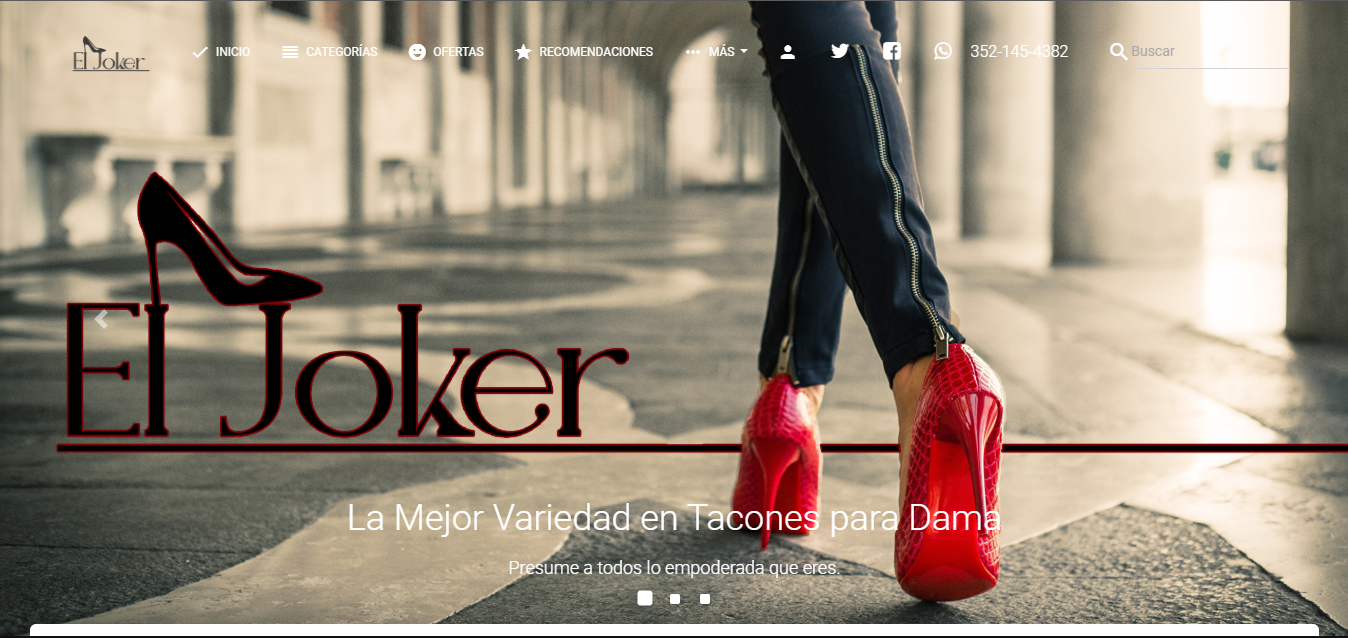 El Joker
INICIO
CATEGORÍAS
OFERTAS
RECOMENDACIONES
MÁS
352-145-4382
Buscar
El Joker
La Mejor Variedad en Tacones para Dama
Presume a todos lo empoderada que eres.